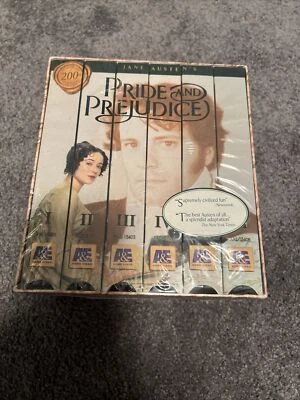 200
JANE AUSTEN'S
PRIDE AND
PREJUDICE
"Supremely civilized fun"
-Newsweek
"The best Austen of all...
a splendid adaptation"
-The New York Times
I II III I
A&E A&E A&E A&E A&E A&E